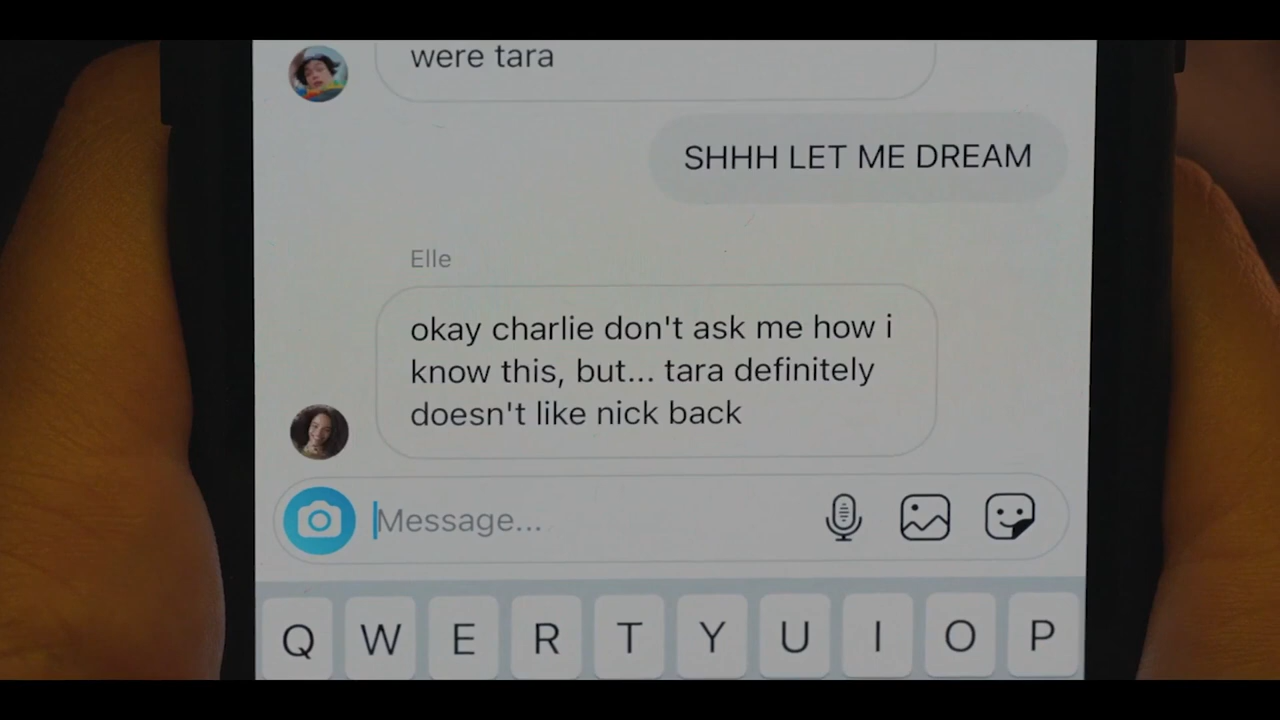 were tara
SHHH LET ME DREAM
Elle
okay charlie don't ask me how i
know this, but... tara definitely
doesn't like nick back
Message...
Q W E R T Y U I O P